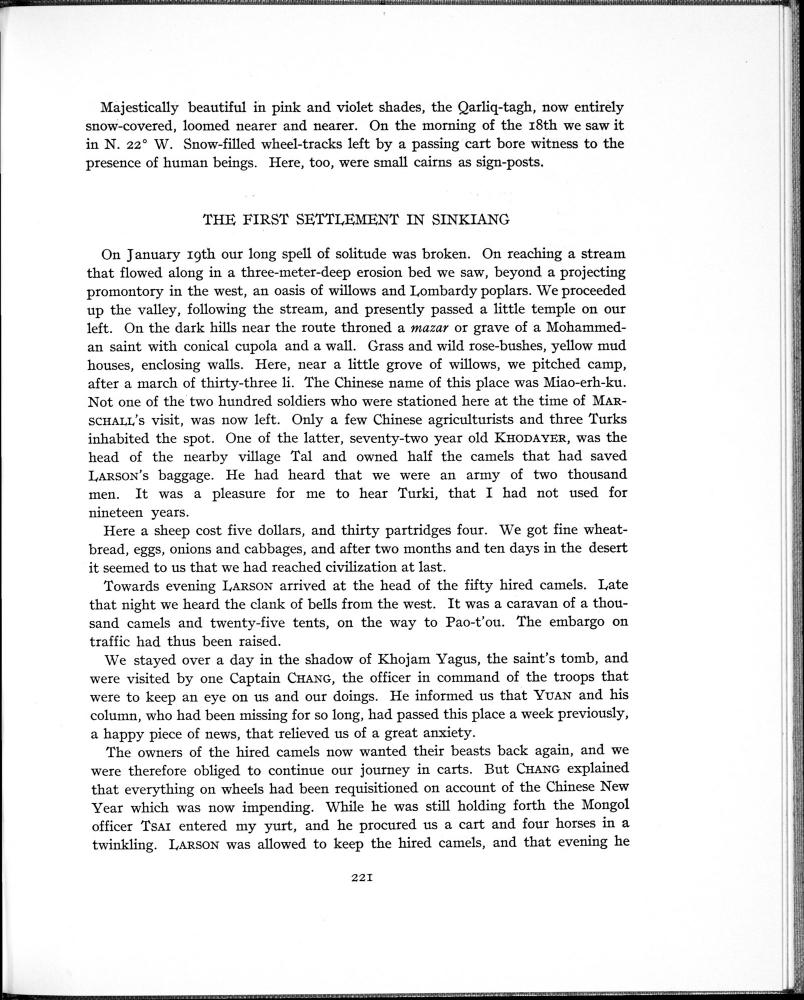 Majestically beautiful in pink and violet shades, the Qarliq-tagh, now entirely
snow-covered, loomed nearer and nearer. On the morning of the 18th we saw it
in N. 22° W. Snow-filled wheel-tracks left by a passing cart bore witness to the
presence of human beings. Here, too, were small cairns as sign-posts.
THE FIRST SETTLEMENT IN SINKIANG
On January 19th our long spell of solitude was broken. On reaching a stream
that flowed along in a three-meter-deep erosion bed we saw, beyond a projecting
promontory in the west, an oasis of willows and Lombardy poplars. We proceeded
up the valley, following the stream, and presently passed a little temple on our
left. On the dark hills near the route throned a mazar or grave of a Mohammed-
an saint with conical cupola and a wall. Grass and wild rose-bushes, yellow mud
houses, enclosing walls. Here, near a little grove of willows, we pitched camp,
after a march of thirty-three li. The Chinese name of this place was Miao-erh-ku.
Not one of the two hundred soldiers who were stationed here at the time of MAR-
SCHALL's visit, was now left. Only a few Chinese agriculturists and three Turks
inhabited the spot. One of the latter, seventy-two year old KHODAYER, was the
head of the nearby village Tal and owned half the camels that had saved
LARSON's baggage. He had heard that we were an army of two thousand
men. It was a pleasure for me to hear Turki, that I had not used for
nineteen years.
Here a sheep cost five dollars, and thirty partridges four. We got fine wheat-
bread, eggs, onions and cabbages, and after two months and ten days in the desert
it seemed to us that we had reached civilization at last.
Towards evening LARSON arrived at the head of the fifty hired camels. Late
that night we heard the clank of bells from the west. It was a caravan of a thou-
sand camels and twenty-five tents, on the way to Pao-t'ou. The embargo on
traffic had thus been raised.
We stayed over a day in the shadow of Khojam Yagus, the saint's tomb, and
were visited by one Captain CHANG, the officer in command of the troops that
were to keep an eye on us and our doings. He informed us that YUAN and his
column, who had been missing for so long, had passed this place a week previously,
a happy piece of news, that relieved us of a great anxiety.
The owners of the hired camels now wanted their beasts back again, and we
were therefore obliged to continue our journey in carts. But CHANG explained
that everything on wheels had been requisitioned on account of the Chinese New
Year which was now impending. While he was still holding forth the Mongol
officer TSAI entered my yurt, and he procured us a cart and four horses in a
twinkling. LARSON was allowed to keep the hired camels, and that evening he
221